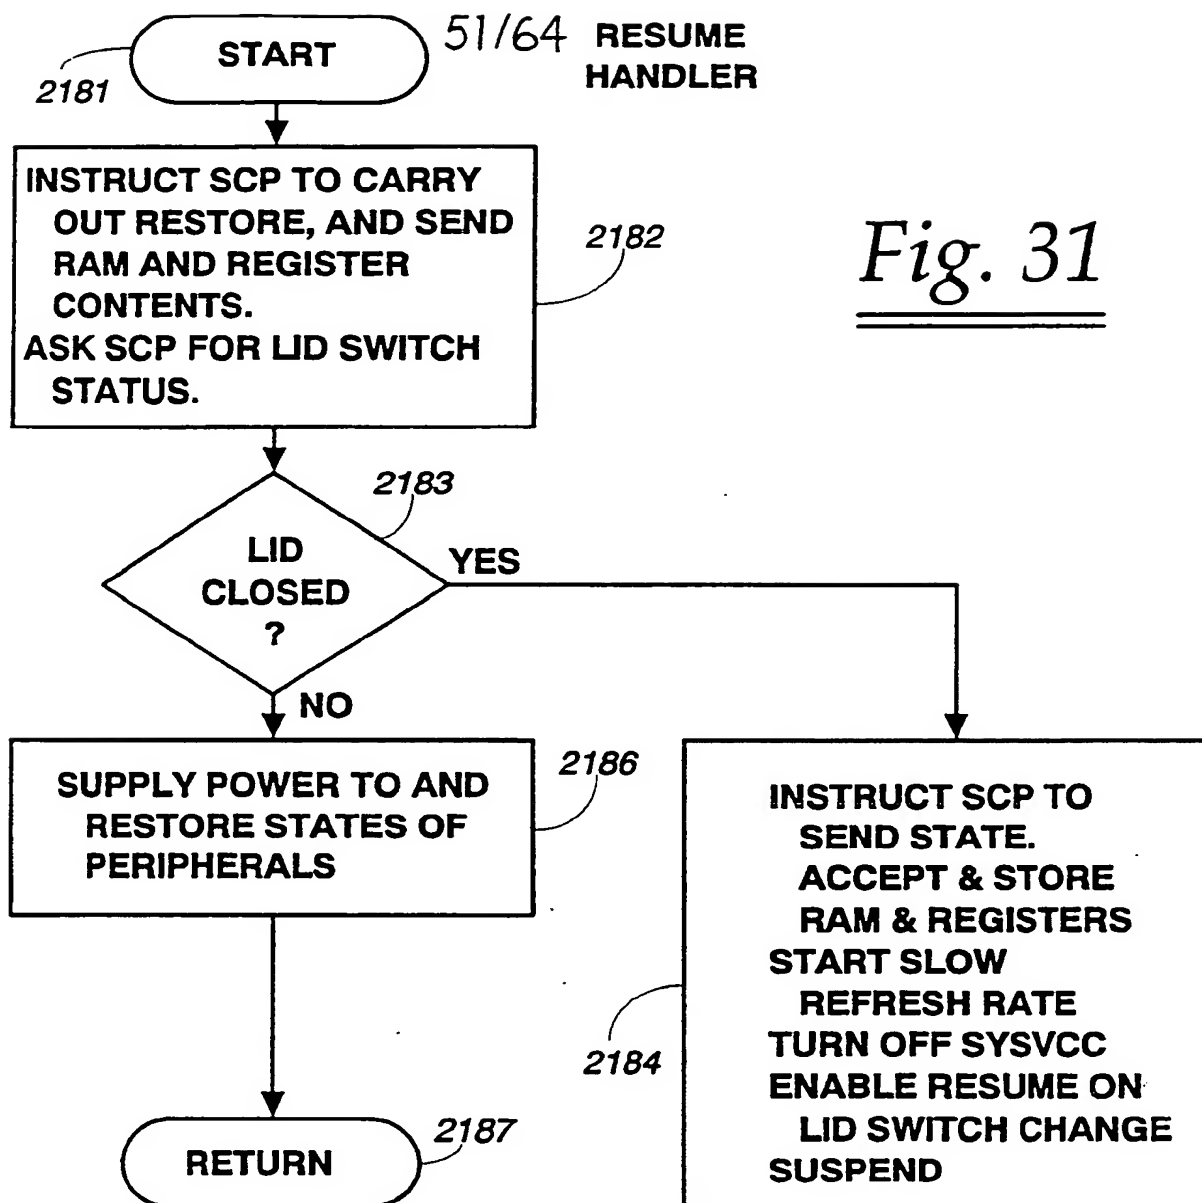 START
51/64 RESUME
HANDLER
2181
INSTRUCT SCP TO CARRY
OUT RESTORE, AND SEND
RAM AND REGISTER
CONTENTS.
ASK SCP FOR LID SWITCH
STATUS.
2182
Fig. 31
2183
LID
CLOSED
?
YES
NO
SUPPLY POWER TO AND
RESTORE STATES OF
PERIPHERALS
2186
INSTRUCT SCP TO
SEND STATE.
ACCEPT & STORE
RAM & REGISTERS
START SLOW
REFRESH RATE
TURN OFF SYSVCC
ENABLE RESUME ON
LID SWITCH CHANGE
SUSPEND
2184
RETURN
2187